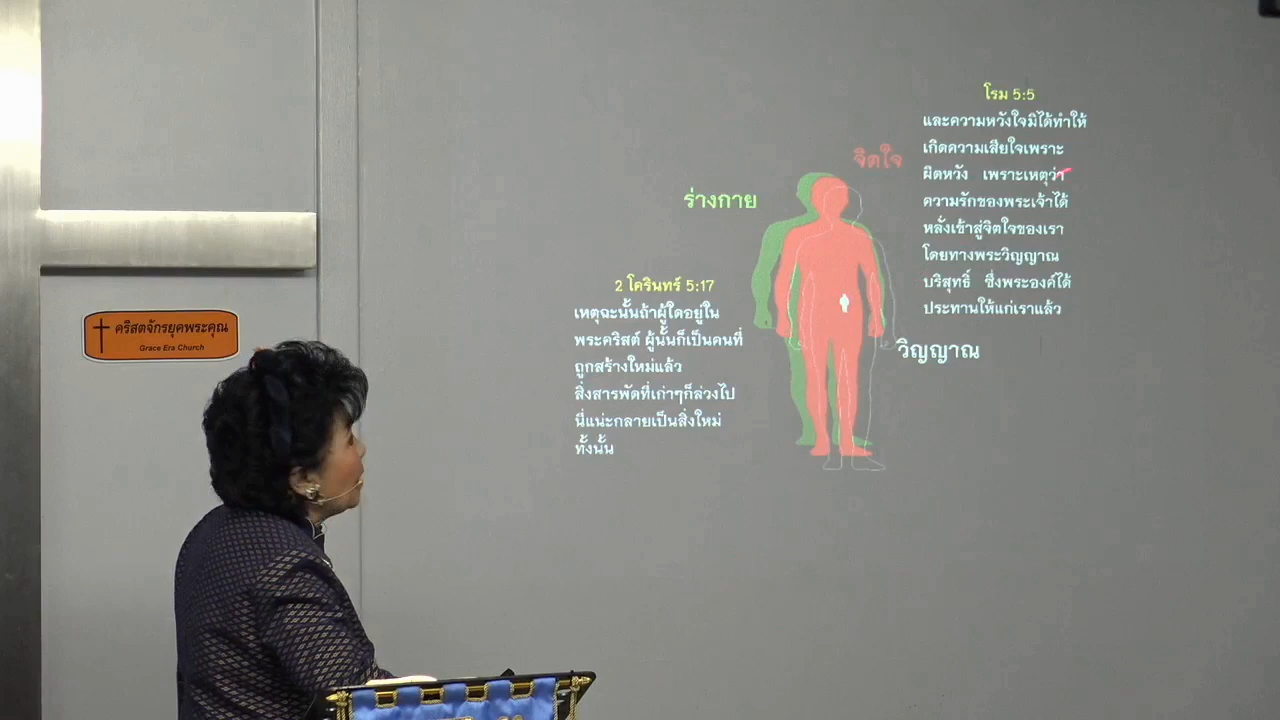 โรม 5:5
และความหวังใจมิได้ทำให้
เกิดความเสียใจเพราะ
ผิดหวัง เพราะเหตุว่า
ความรักของพระเจ้าได้
หลั่งเข้าสู่จิตใจของเรา
โดยทางพระวิญญาณ
บริสุทธิ์ ซึ่งพระองค์ได้
ประทานให้แก่เราแล้ว
จิตใจ
ร่างกาย
วิญญาณ
2 โครินทร์ 5:17
เหตุฉะนั้นถ้าผู้ใดอยู่ใน
พระคริสต์ ผู้นั้นก็เป็นคนที่
ถูกสร้างใหม่แล้ว
สิ่งสารพัดที่เก่าๆก็ล่วงไป
นี่แน่ะกลายเป็นสิ่งใหม่
ทั้งนั้น
คริสตจักรยุคพระคุณ
Grace Era Church